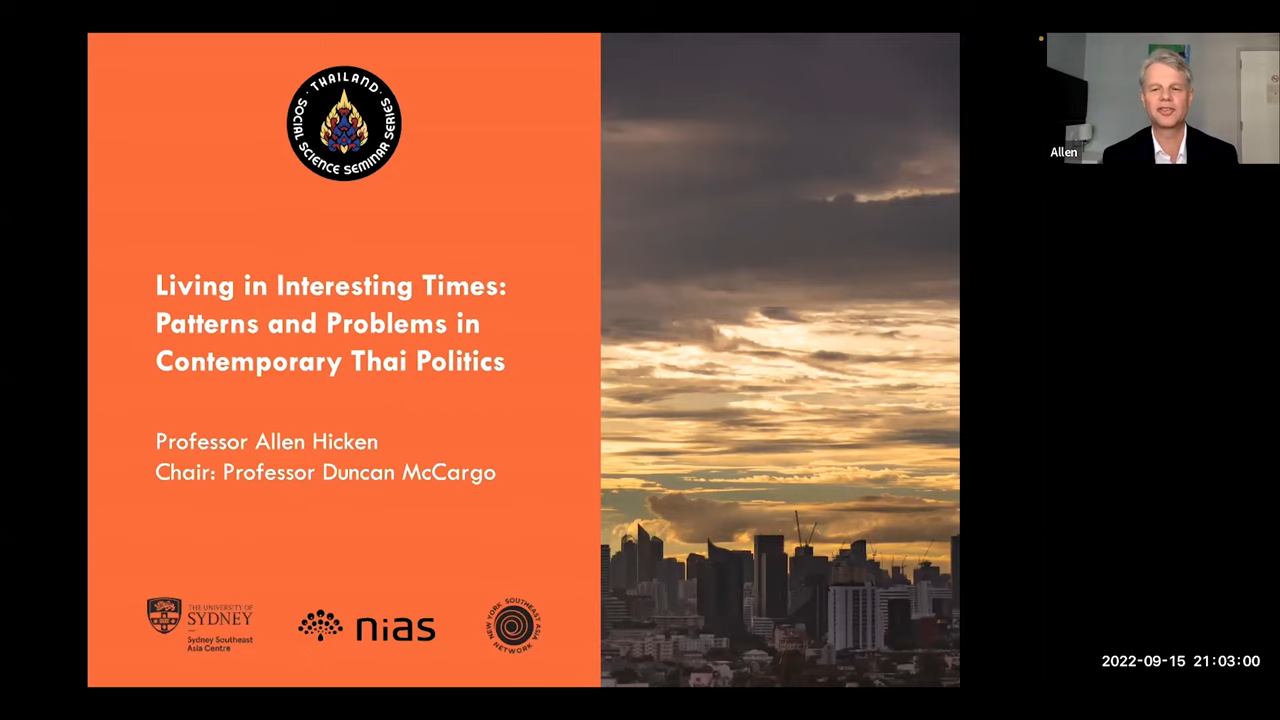 · THAILAND ·
SOCIAL SCIENCE SEMINAR SERIES
Living in Interesting Times:
Patterns and Problems in
Contemporary Thai Politics
Professor Allen Hicken
Chair: Professor Duncan McCargo
THE UNIVERSITY OF
SYDNEY
Sydney Southeast
Asia Centre
nias
NEW YORK SOUTHEAST ASIA NETWORK
Allen
2022-09-15 21:03:00